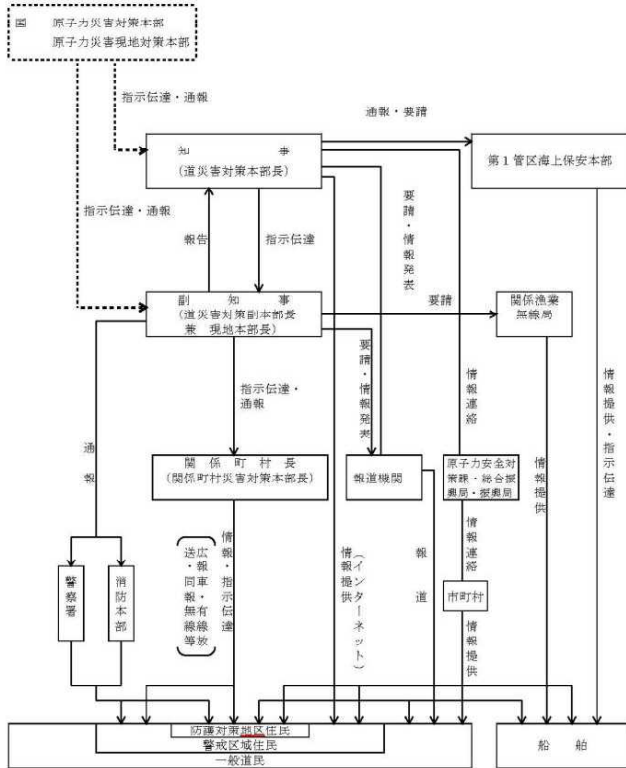 国 原子力災害対策本部
原子力災害現地対策本部
指示伝達・通報
通報・要請
知 事
(道災害対策本部長)
第1管区海上保安本部
指示伝達・通報
報告
指示伝達
要請・情報発表
副 知 事
(道災害対策副本部長
兼 現地本部長)
要請
関係漁業
無線局
通報
指示伝達・
通報
要請・情報発表
情報連絡
情報提供・指示伝達
関係町村長
(関係町村災害対策本部長)
報道機関
原子力安全対
策課・総合振
興局・振興局
情報提供
警察署
消防本部
広報車・有線放
送・同報・無線等
情報・指示伝達
(インターネット)
情報提供
報道
情報連絡
市町村
情報提供
防護対策地区住民
警戒区域住民
一般道民
船 舶